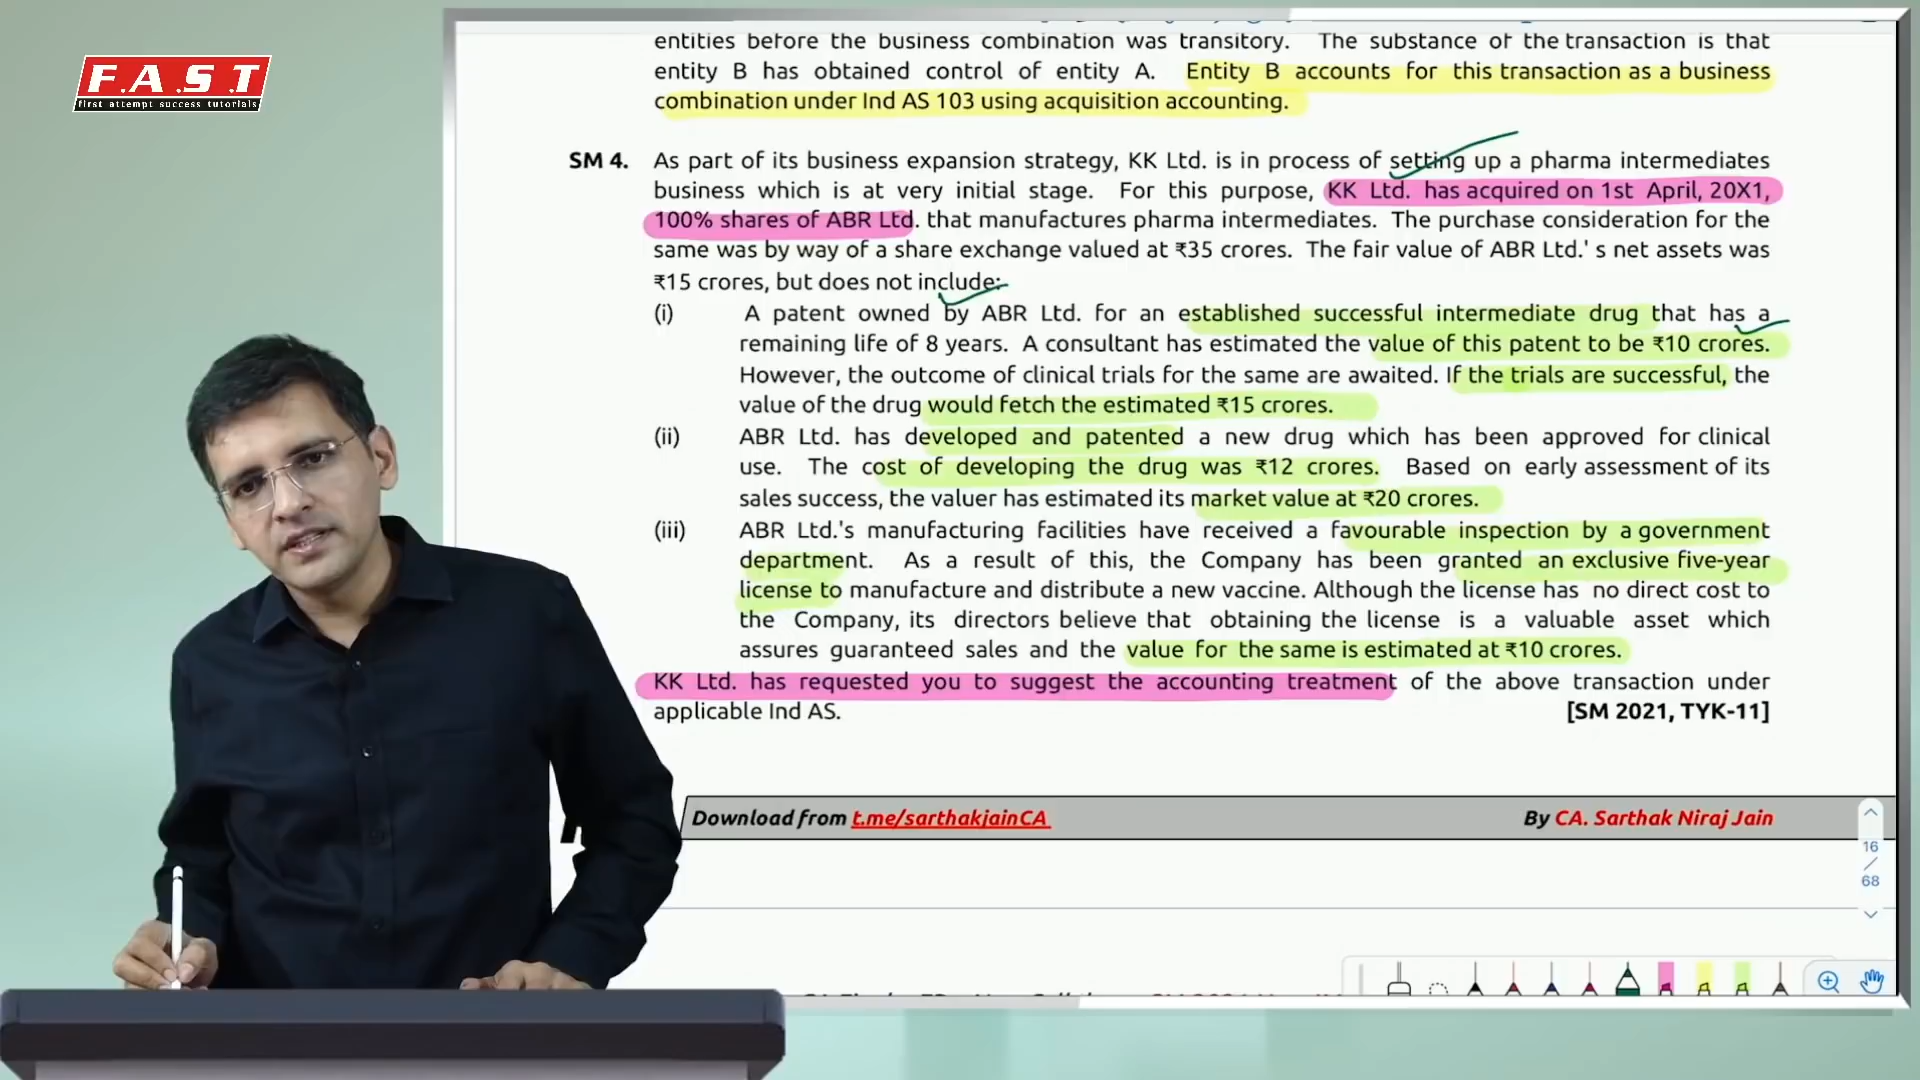 F.A.S.T
first attempt success tutorials
entities before the business combination was transitory. The substance of the transaction is that
entity B has obtained control of entity A. Entity B accounts for this transaction as a business
combination under Ind AS 103 using acquisition accounting.
SM 4. As part of its business expansion strategy, KK Ltd. is in process of setting up a pharma intermediates
business which is at very initial stage. For this purpose, KK Ltd. has acquired on 1st April, 20X1,
100% shares of ABR Ltd. that manufactures pharma intermediates. The purchase consideration for the
same was by way of a share exchange valued at ₹35 crores. The fair value of ABR Ltd.' s net assets was
₹15 crores, but does not include:
(i) A patent owned by ABR Ltd. for an established successful intermediate drug that has a
remaining life of 8 years. A consultant has estimated the value of this patent to be ₹10 crores.
However, the outcome of clinical trials for the same are awaited. If the trials are successful, the
value of the drug would fetch the estimated ₹15 crores.
(ii) ABR Ltd. has developed and patented a new drug which has been approved for clinical
use. The cost of developing the drug was ₹12 crores. Based on early assessment of its
sales success, the valuer has estimated its market value at ₹20 crores.
(iii) ABR Ltd.'s manufacturing facilities have received a favourable inspection by a government
department. As a result of this, the Company has been granted an exclusive five-year
license to manufacture and distribute a new vaccine. Although the license has no direct cost to
the Company, its directors believe that obtaining the license is a valuable asset which
assures guaranteed sales and the value for the same is estimated at ₹10 crores.
KK Ltd. has requested you to suggest the accounting treatment of the above transaction under
applicable Ind AS. [SM 2021, TYK-11]
Download from t.me/sarthakjainCA By CA. Sarthak Niraj Jain
16
/
68